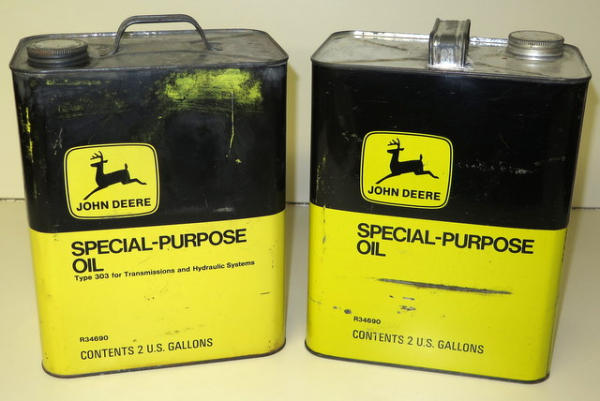 JOHN DEERE
SPECIAL-PURPOSE
OIL
Type 303 for Transmissions and Hydraulic Systems
R34690
CONTENTS 2 U.S. GALLONS
JOHN DEERE
SPECIAL-PURPOSE
OIL
R34690
CONTENTS 2 U.S. GALLONS